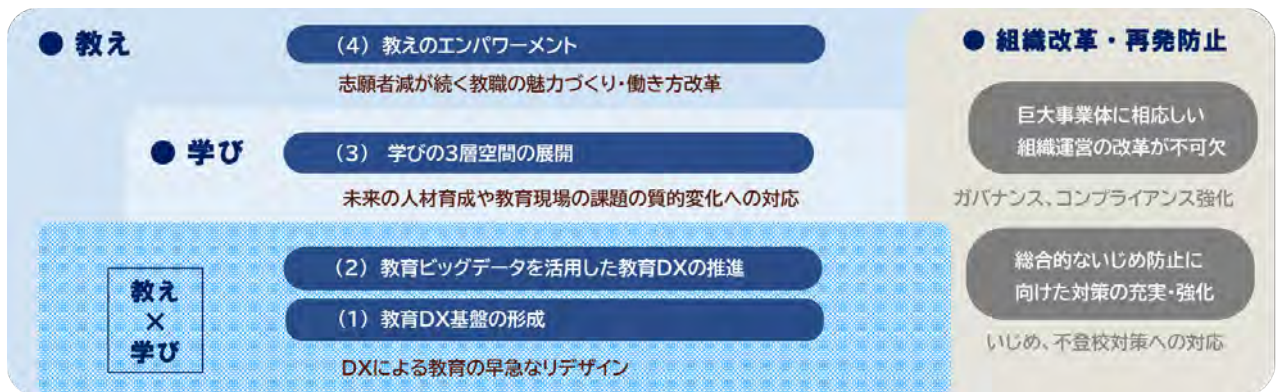 ● 教え
(4) 教えのエンパワーメント
志願者減が続く教職の魅力づくり・働き方改革
● 学び
(3) 学びの3層空間の展開
未来の人材育成や教育現場の課題の質的変化への対応
教え
×
学び
(2) 教育ビッグデータを活用した教育DXの推進
(1) 教育DX基盤の形成
DXによる教育の早急なリデザイン
● 組織改革・再発防止
巨大事業体に相応しい
組織運営の改革が不可欠
ガバナンス、コンプライアンス強化
総合的ないじめ防止に
向けた対策の充実・強化
いじめ、不登校対策への対応